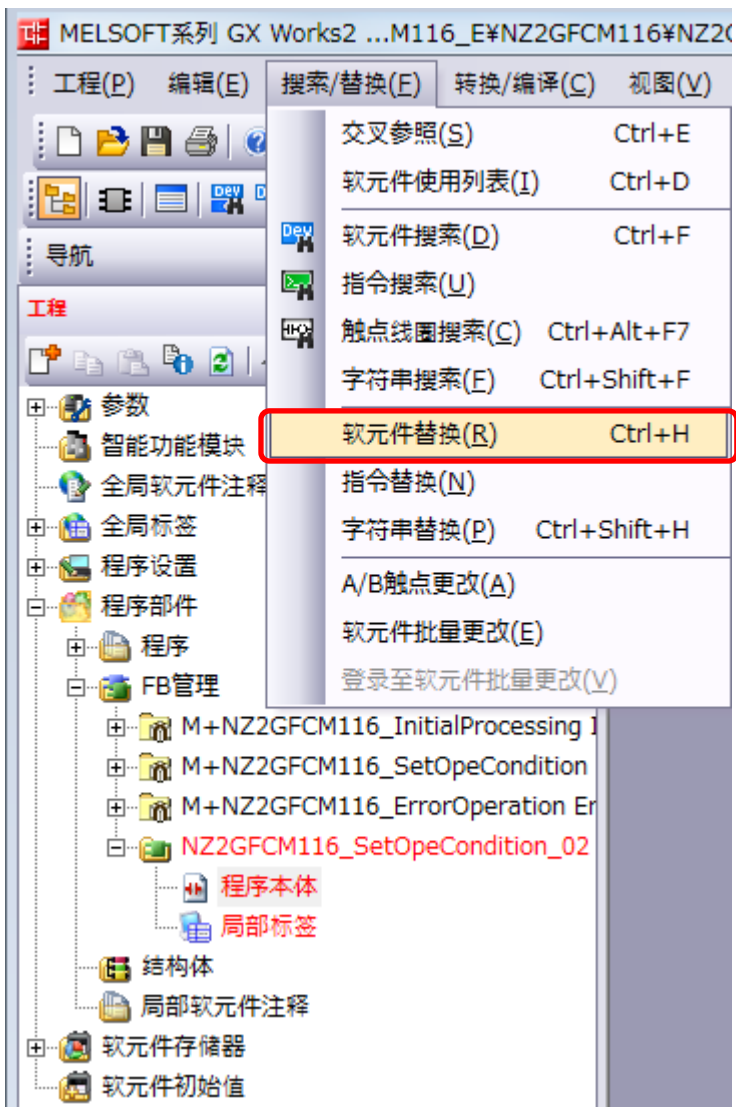 MELSOFT系列 GX Works2 ...M116_E¥NZ2GFCM116¥NZ2
工程(P) 编辑(E) 搜索/替换(F) 转换/编译(C) 视图(V)
交叉参照(S) Ctrl+E
软元件使用列表(I) Ctrl+D
软元件搜索(D) Ctrl+F
指令搜索(U)
触点线圈搜索(C) Ctrl+Alt+F7
字符串搜索(F) Ctrl+Shift+F
软元件替换(R) Ctrl+H
指令替换(N)
字符串替换(P) Ctrl+Shift+H
A/B触点更改(A)
软元件批量更改(E)
登录至软元件批量更改(V)
导航
工程
参数
智能功能模块
全局软元件注释
全局标签
程序设置
程序部件
程序
FB管理
M+NZ2GFCM116_InitialProcessing I
M+NZ2GFCM116_SetOpeCondition
M+NZ2GFCM116_ErrorOperation Er
NZ2GFCM116_SetOpeCondition_02
程序本体
局部标签
结构体
局部软元件注释
软元件存储器
软元件初始值